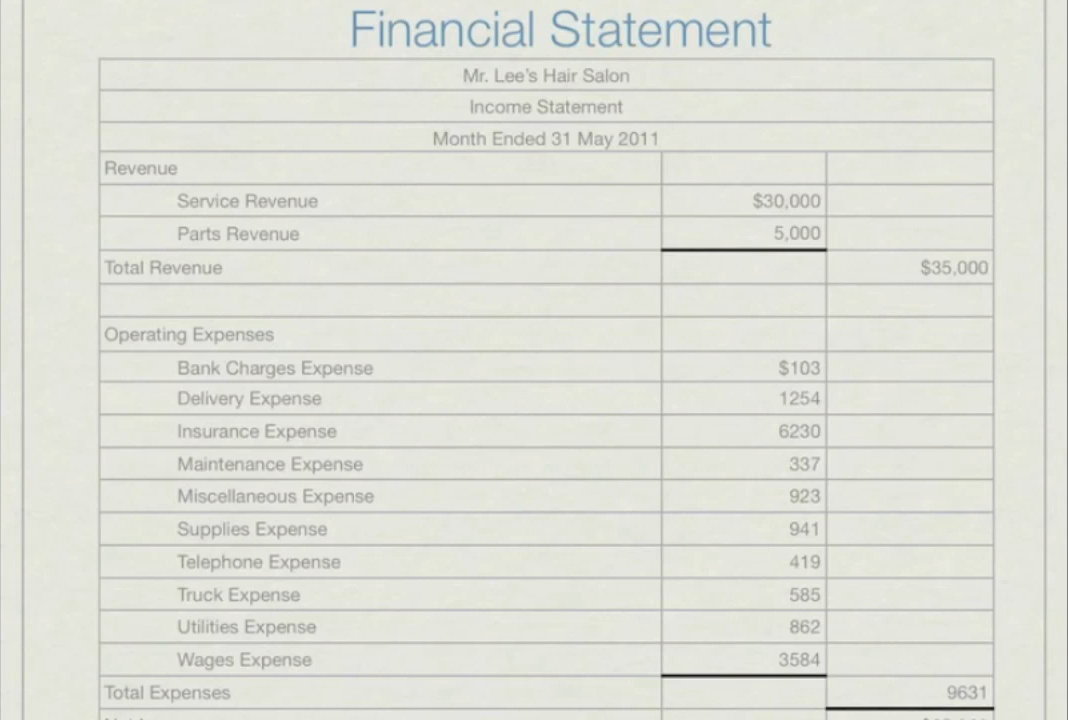 Financial Statement
Mr. Lee's Hair Salon
Income Statement
Month Ended 31 May 2011
Revenue
Service Revenue $30,000
Parts Revenue 5,000
Total Revenue $35,000
Operating Expenses
Bank Charges Expense $103
Delivery Expense 1254
Insurance Expense 6230
Maintenance Expense 337
Miscellaneous Expense 923
Supplies Expense 941
Telephone Expense 419
Truck Expense 585
Utilities Expense 862
Wages Expense 3584
Total Expenses 9631